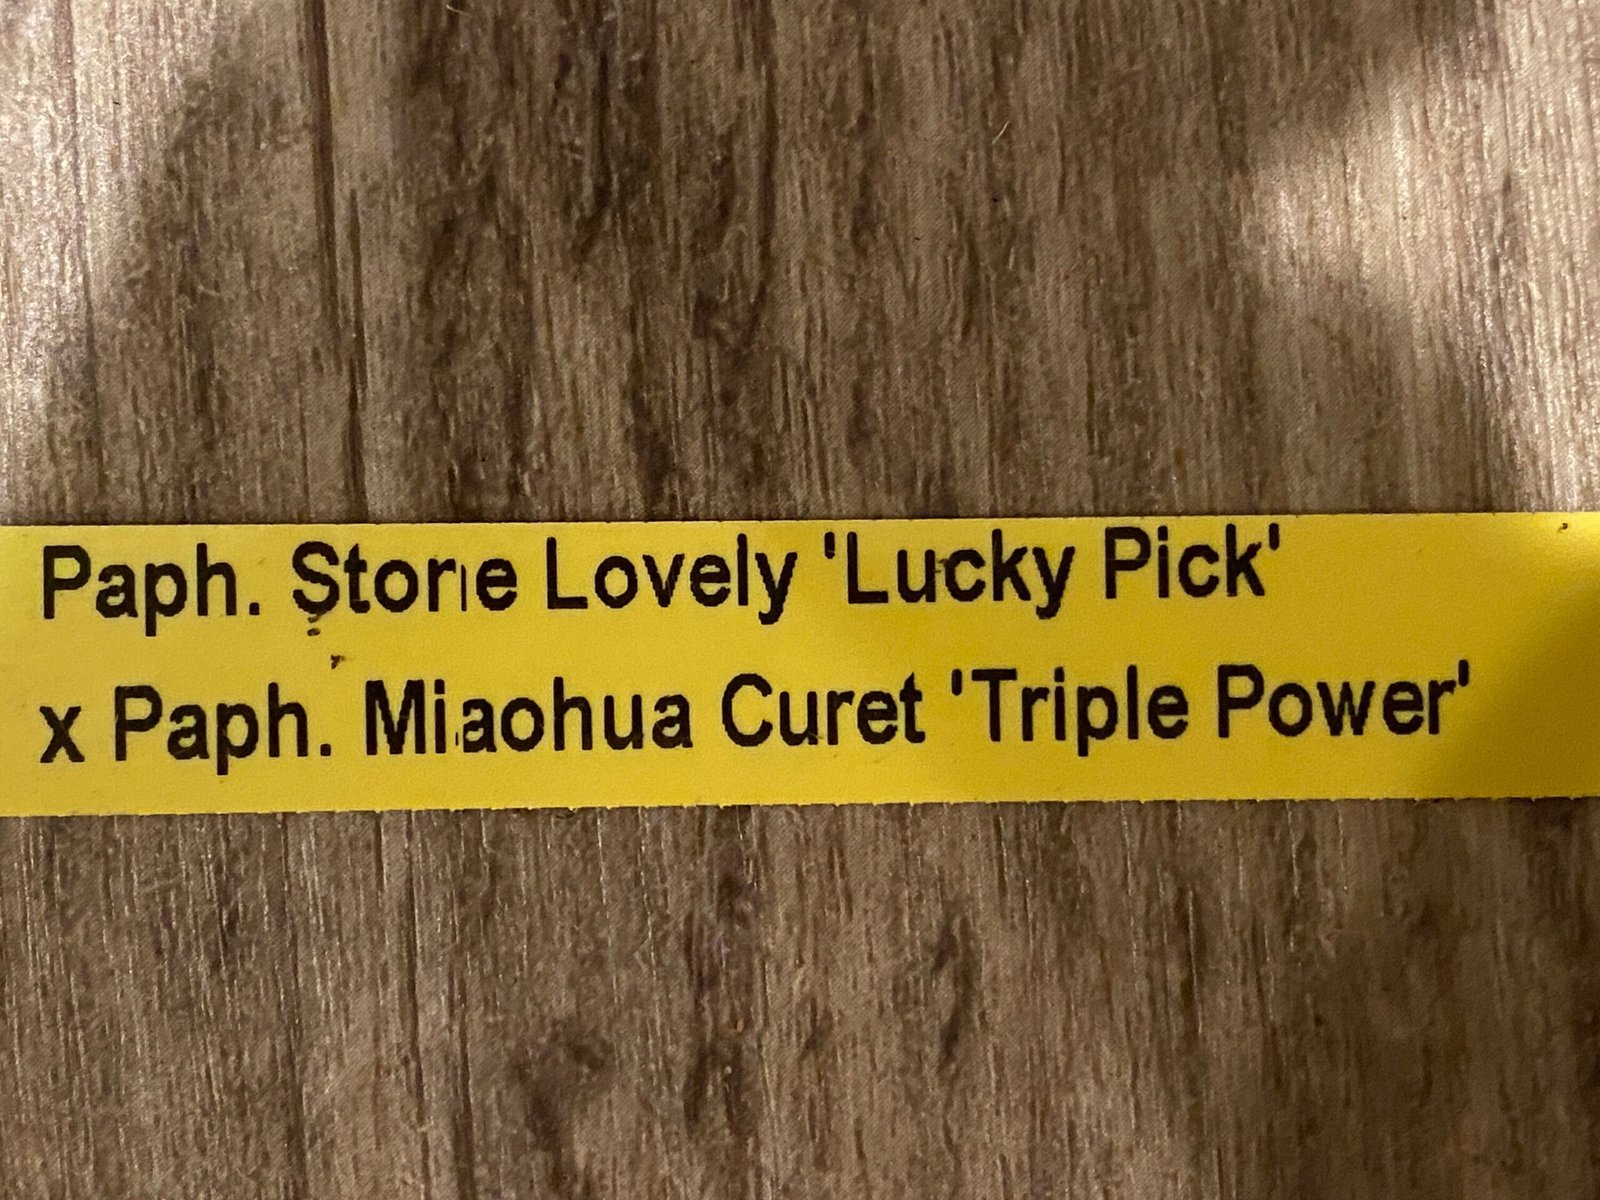 Paph. Stone Lovely 'Lucky Pick'
x Paph. Miaohua Curet 'Triple Power'